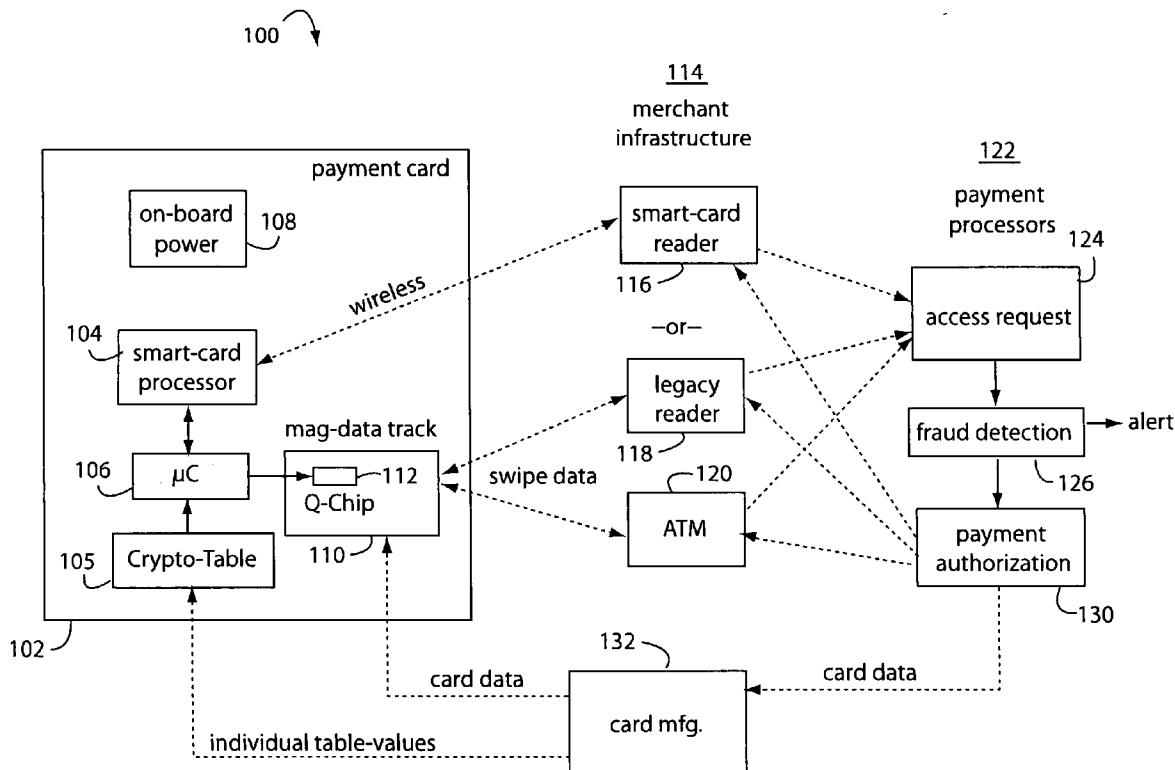 100
114
merchant
infrastructure
122
payment
processors
payment card
on-board
power
108
smart-card
reader
116
124
access request
wireless
104
smart-card
processor
–or–
legacy
reader
118
mag-data track
fraud detection
alert
126
106
µC
112
Q-Chip
110
swipe data
120
ATM
payment
authorization
130
105
Crypto-Table
102
132
card data
card data
card mfg.
individual table-values